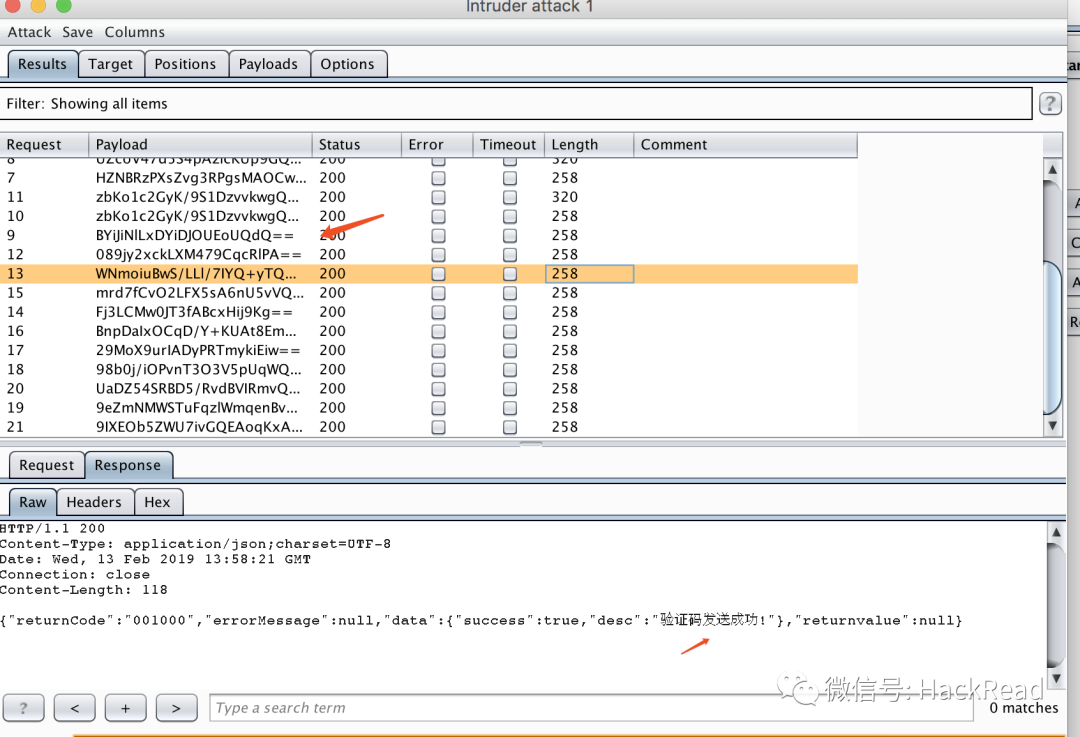 Intruder attack 1
Attack Save Columns
Results Target Positions Payloads Options
Filter: Showing all items ?
Request Payload Status Error Timeout Length Comment
8 200 320
7 HZNBRzPXsZvg3RPgsMAOCw... 200 258
11 zbKo1c2GyK/9S1DzvvkwgQ... 200 320
10 zbKo1c2GyK/9S1DzvvkwgQ... 200 258
9 BYiJiNlLxDYiDJOUEoUQdQ== 200 258
12 089jy2xckLXM479CqcRlPA== 200 258
13 WNmoiuBwS/LLl/7lYQ+yTQ... 200 258
15 mrd7fCvO2LFX5sA6nU5vVQ... 200 258
14 Fj3LCMw0JT3fABcxHij9Kg== 200 258
16 BnpDaIxOCqD/Y+KUAt8Em... 200 258
17 29MoX9urIADyPRTmykiEiw== 200 258
18 98b0j/iOPvnT3O3V5pUqWQ... 200 258
20 UaDZ54SRBD5/RvdBVIRmvQ... 200 258
19 9eZmNMWSTuFqzlWmqenBv... 200 258
21 9IXEOb5ZWU7ivGQEAoqKxA... 200 258
Request Response
Raw Headers Hex
HTTP/1.1 200
Content-Type: application/json;charset=UTF-8
Date: Wed, 13 Feb 2019 13:58:21 GMT
Connection: close
Content-Length: 118
{"returnCode":"001000","errorMessage":null,"data":{"success":true,"desc":"验证码发送成功!"},"returnvalue":null}
微信号: HackRead
? < + > Type a search term 0 matches